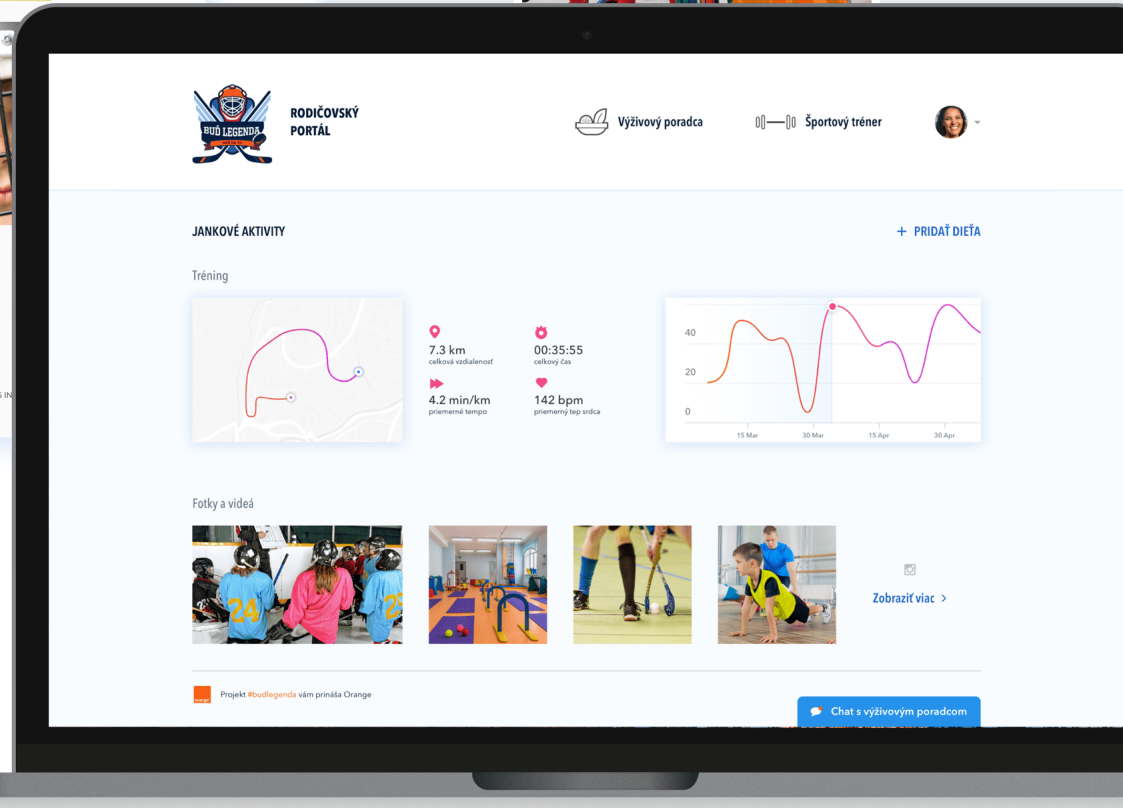 BUĎ LEGENDA
RODIČOVSKÝ
PORTÁL
Výživový poradca
Športový tréner
JANKOVÉ AKTIVITY
+ PRIDAŤ DIEŤA
Tréning
7.3 km
celková vzdialenosť
00:35:55
celkový čas
4.2 min/km
priemerné tempo
142 bpm
priemerný tep srdca
40
20
0
15 Mar
30 Mar
15 Apr
30 Apr
Fotky a videá
24
25
Zobraziť viac >
orange
Projekt #budlegenda vám prináša Orange
Chat s výživovým poradcom